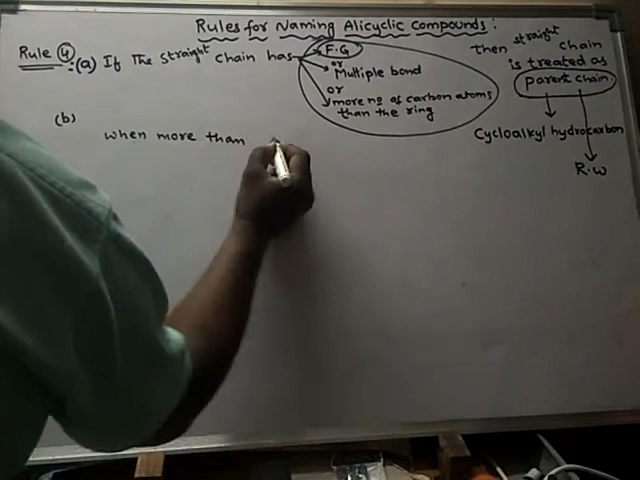 Rules for Naming Alicyclic Compounds :
Rule 4 :- (a) If The straight chain has F.G
or
Multiple bond
or
more no of carbon atoms
than the ring
then straight chain
is treated as
parent chain
Cycloalkyl hydrocarbon
R.W
(b)
when more than